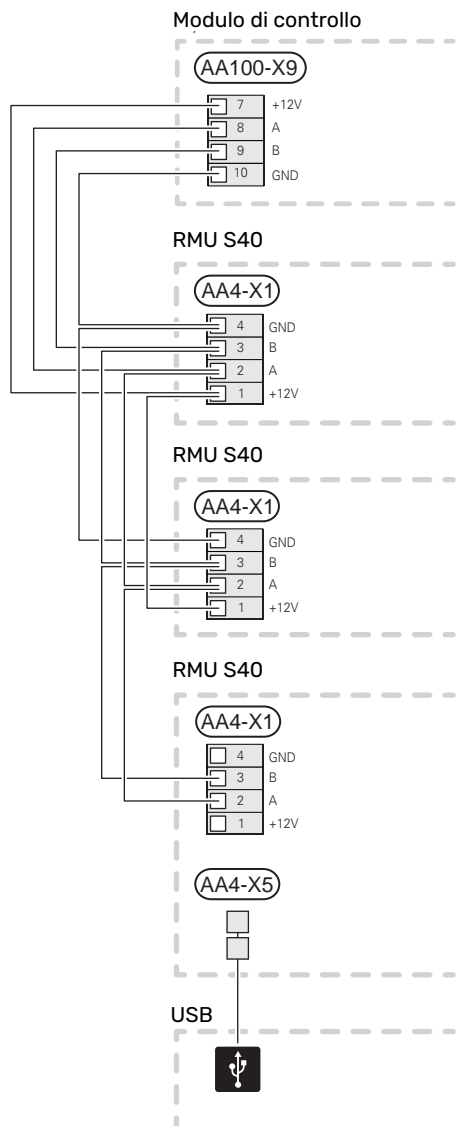 Modulo di controllo
AA100-X9
7 +12V
8 A
9 B
10 GND
RMU S40
AA4-X1
4 GND
3 B
2 A
1 +12V
RMU S40
AA4-X1
4 GND
3 B
2 A
1 +12V
RMU S40
AA4-X1
4 GND
3 B
2 A
1 +12V
AA4-X5
USB